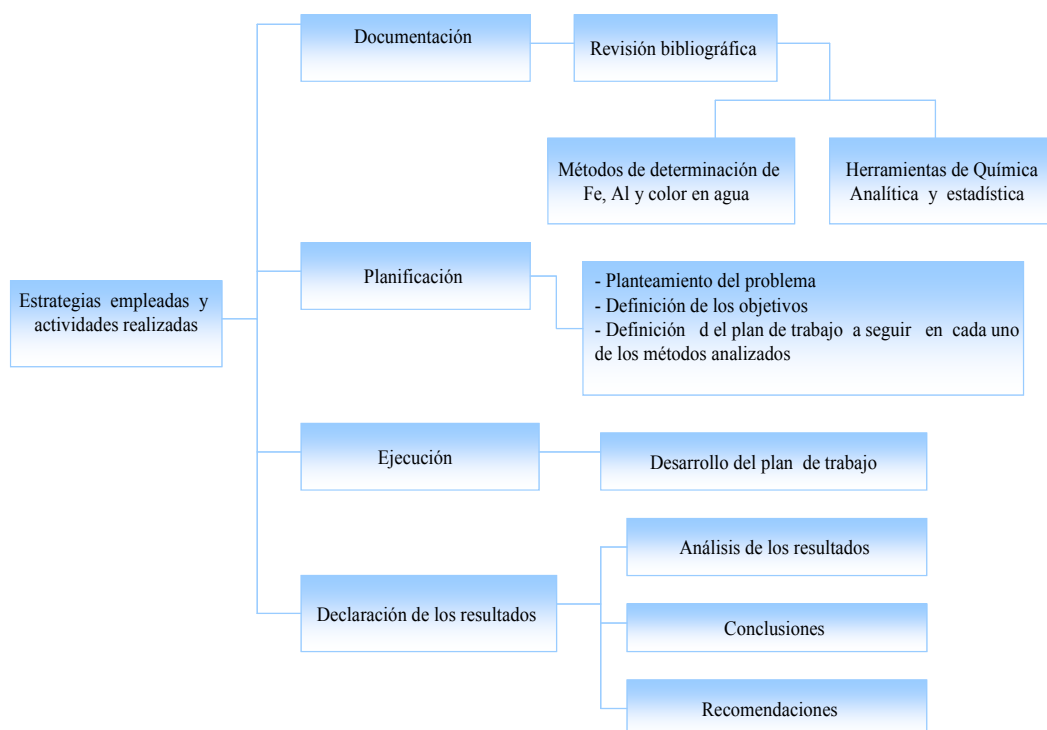 Documentación
Revisión bibliográfica
Métodos de determinación de
Fe, Al y color en agua
Herramientas de Química
Analítica y estadística
Estrategias empleadas y
actividades realizadas
Planificación
- Planteamiento del problema
- Definición de los objetivos
- Definición d el plan de trabajo a seguir en cada uno
de los métodos analizados
Ejecución
Desarrollo del plan de trabajo
Declaración de los resultados
Análisis de los resultados
Conclusiones
Recomendaciones